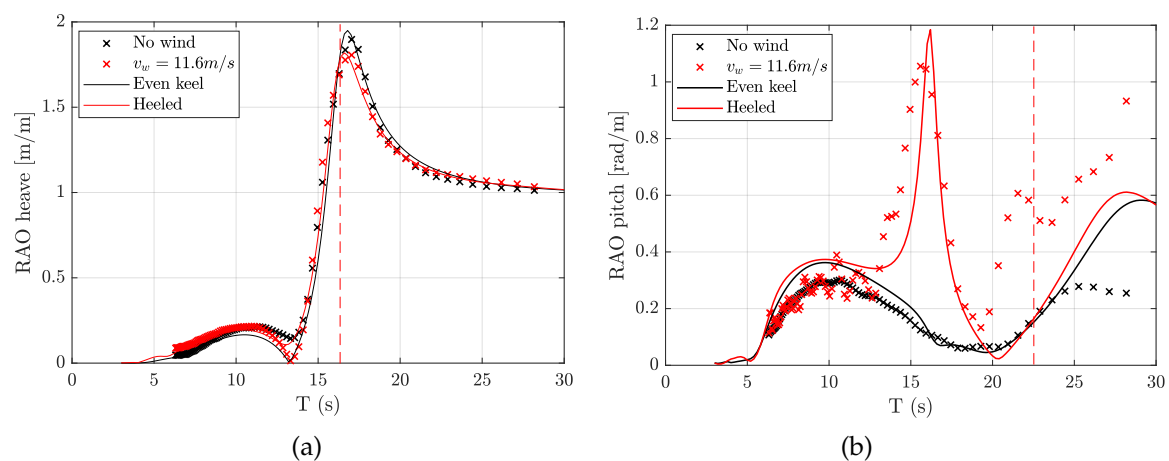 RAO heave [m/m]
2
1.5
1
0.5
0
No wind
v_w = 11.6m/s
Even keel
Heeled
0 5 10 15 20 25 30
T (s)
(a)
RAO pitch [rad/m]
1.2
1
0.8
0.6
0.4
0.2
0
No wind
v_w = 11.6m/s
Even keel
Heeled
0 5 10 15 20 25 30
T (s)
(b)